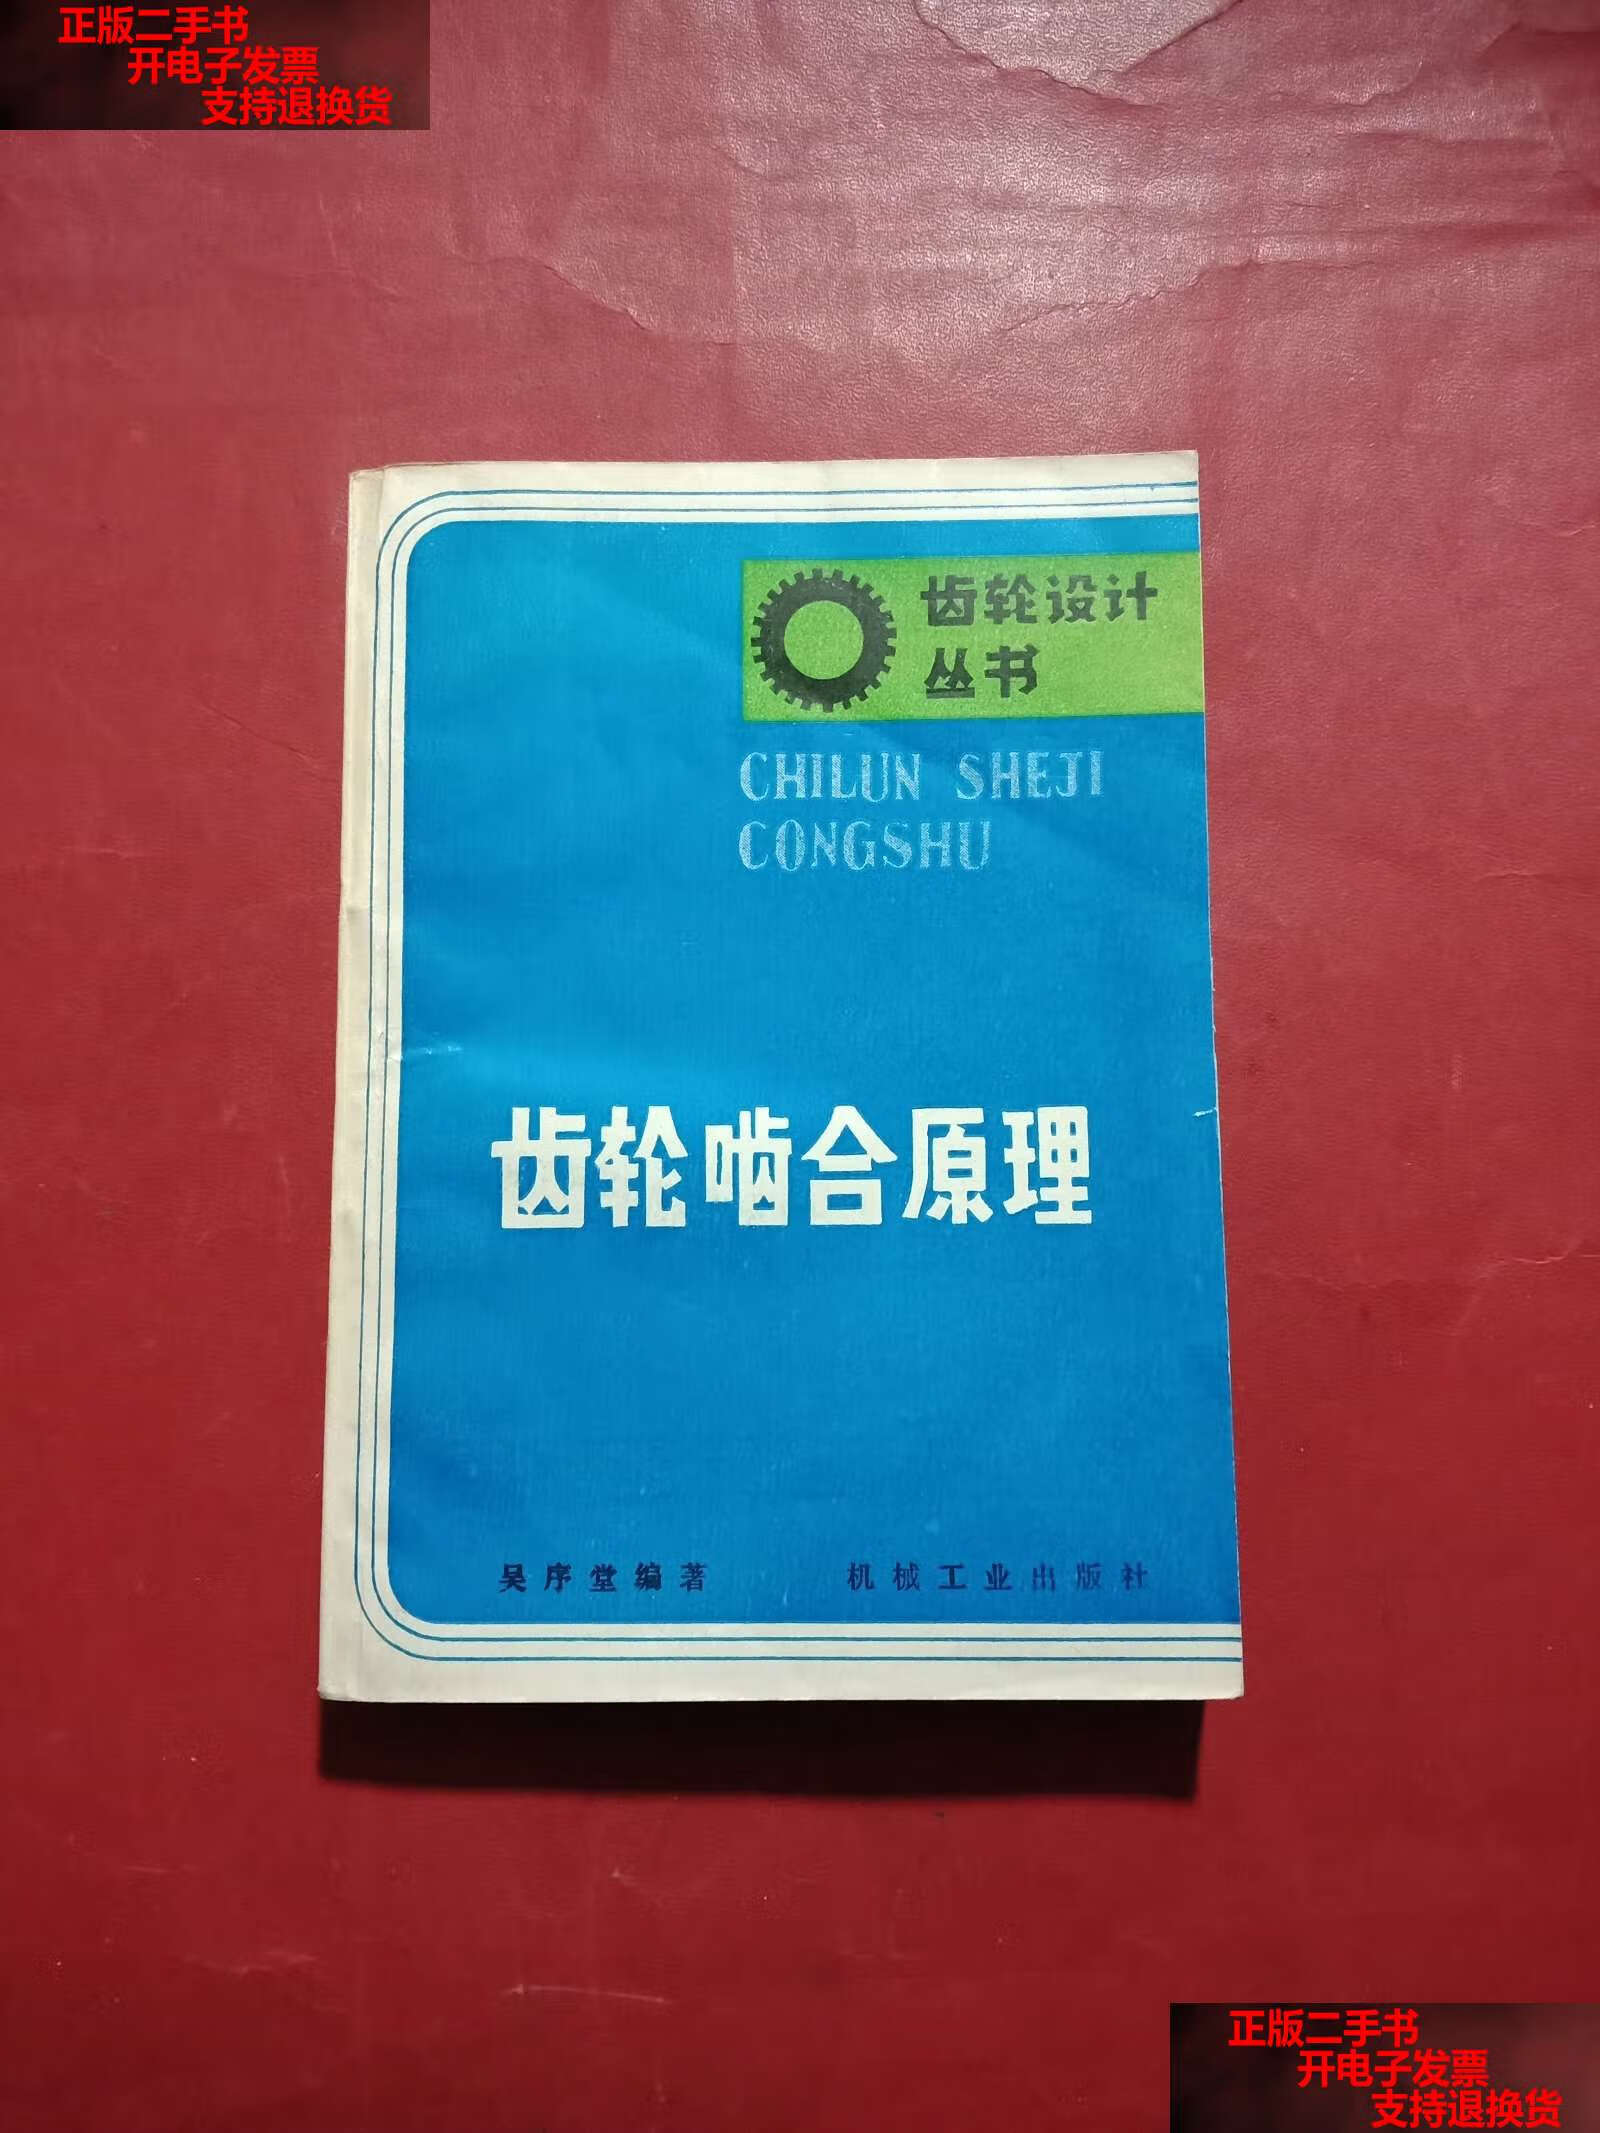 正版二手书
开电子发票
支持退换货
齿轮设计
丛书
CHILUN SHEJI
CONGSHU
齿轮啮合原理
吴序堂编著 机械工业出版社
正版二手书
开电子发票
支持退换货